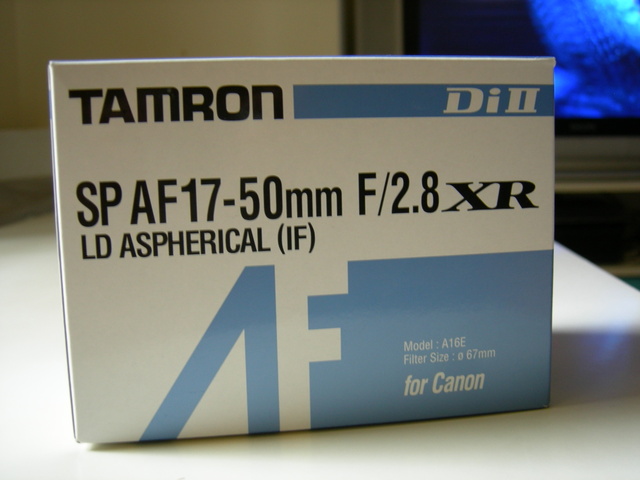 TAMRON Di II
SP AF17-50mm F/2.8 XR
LD ASPHERICAL (IF)
AF
Model : A16E
Filter Size : ø 67mm
for Canon